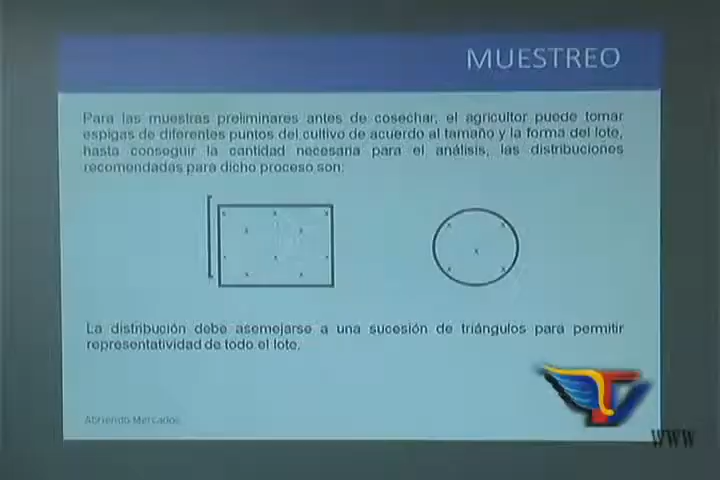 MUESTREO
Para las muestras preliminares antes de cosechar, el agricultor puede tomar
espigas de diferentes puntos del cultivo de acuerdo al tamaño y la forma del lote,
hasta conseguir la cantidad necesaria para el análisis, las distribuciones
recomendadas para dicho proceso son:
La distribución debe asemejarse a una sucesión de triángulos para permitir
representatividad de todo el lote.
Abriendo Mercados
www